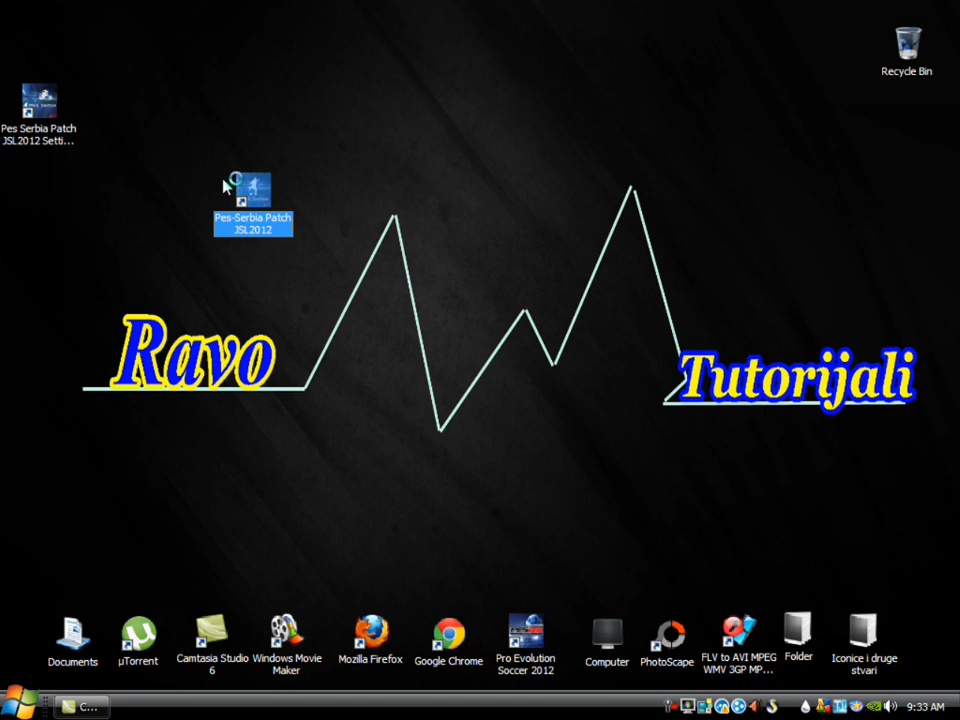 Recycle Bin
Pes Serbia Patch
JSL2012 Setti...
Pes-Serbia Patch
JSL2012
Ravo
Tutorijali
Documents
µTorrent
Camtasia Studio
6
Windows Movie
Maker
Mozilla Firefox
Google Chrome
Pro Evolution
Soccer 2012
Computer
PhotoScape
FLV to AVI MPEG
WMV 3GP MP...
Folder
Iconice i druge
stvari
C...
9:33 AM